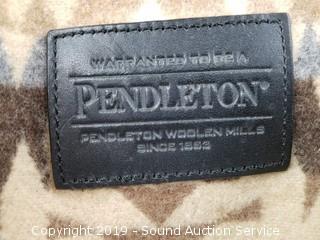 WARRANTED TO BE A
PENDLETON®
PENDLETON WOOLEN MILLS
SINCE 1863
Copyright 2019 - Sound Auction Service